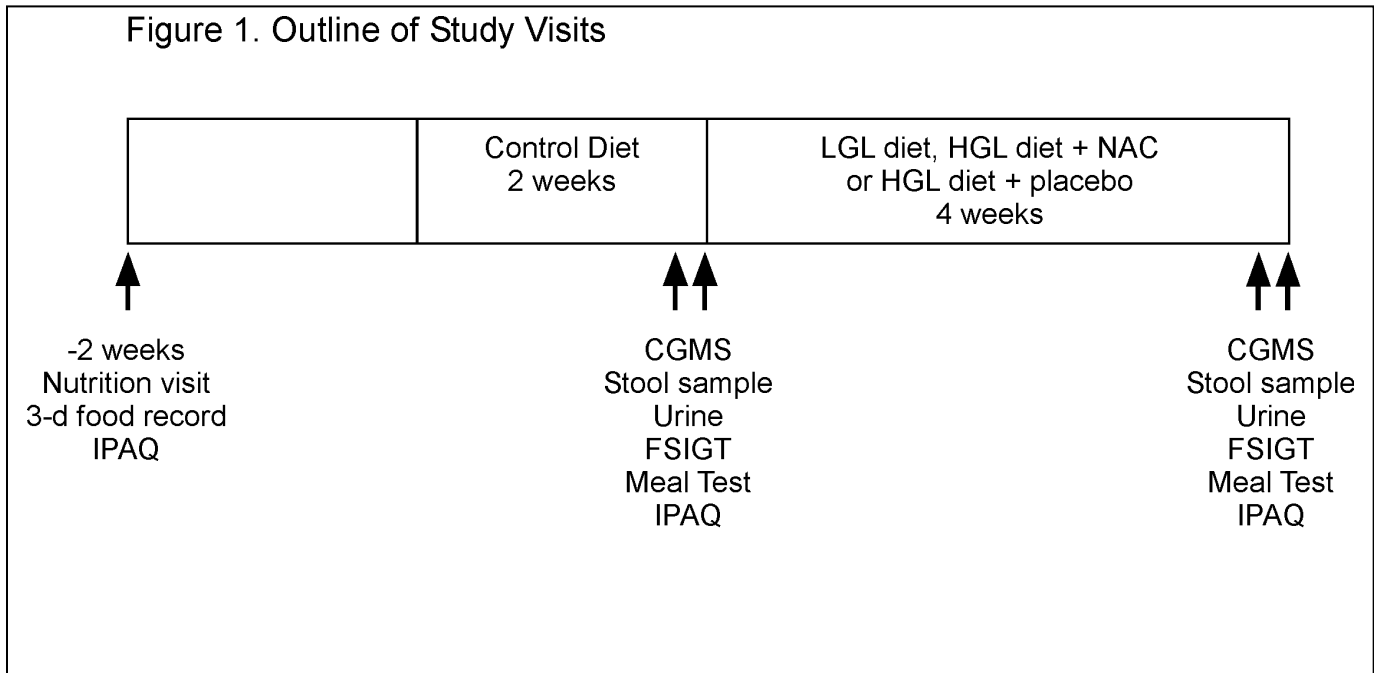 Figure 1. Outline of Study Visits
Control Diet
2 weeks
LGL diet, HGL diet + NAC
or HGL diet + placebo
4 weeks
-2 weeks
Nutrition visit
3-d food record
IPAQ
CGMS
Stool sample
Urine
FSIGT
Meal Test
IPAQ
CGMS
Stool sample
Urine
FSIGT
Meal Test
IPAQ